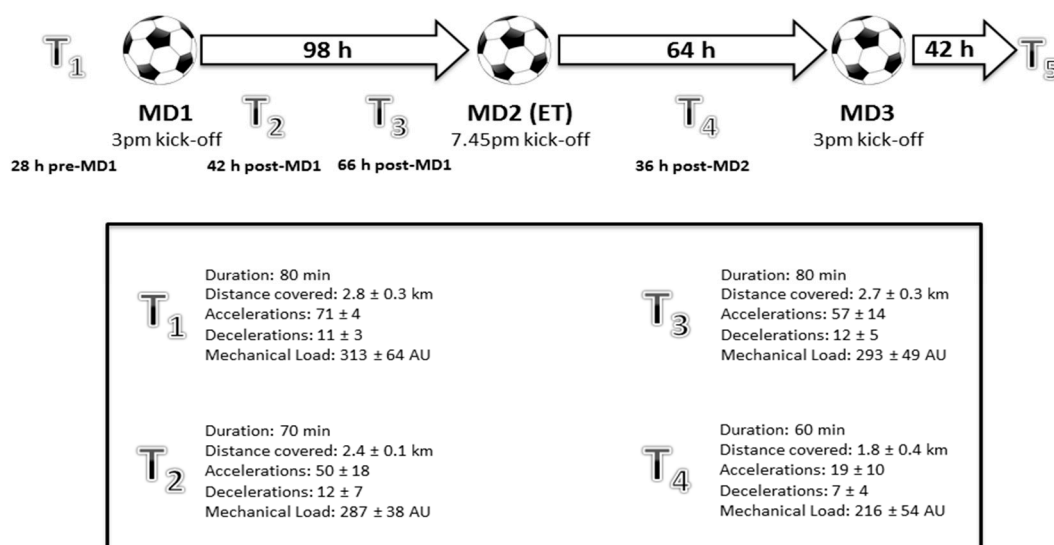 T1
98 h
64 h
42 h
T5
MD1
T2
T3
MD2 (ET)
T4
MD3
3pm kick-off
7.45pm kick-off
3pm kick-off
28 h pre-MD1
42 h post-MD1
66 h post-MD1
36 h post-MD2
T1
Duration: 80 min
Distance covered: 2.8 ± 0.3 km
Accelerations: 71 ± 4
Decelerations: 11 ± 3
Mechanical Load: 313 ± 64 AU
T3
Duration: 80 min
Distance covered: 2.7 ± 0.3 km
Accelerations: 57 ± 14
Decelerations: 12 ± 5
Mechanical Load: 293 ± 49 AU
T2
Duration: 70 min
Distance covered: 2.4 ± 0.1 km
Accelerations: 50 ± 18
Decelerations: 12 ± 7
Mechanical Load: 287 ± 38 AU
T4
Duration: 60 min
Distance covered: 1.8 ± 0.4 km
Accelerations: 19 ± 10
Decelerations: 7 ± 4
Mechanical Load: 216 ± 54 AU